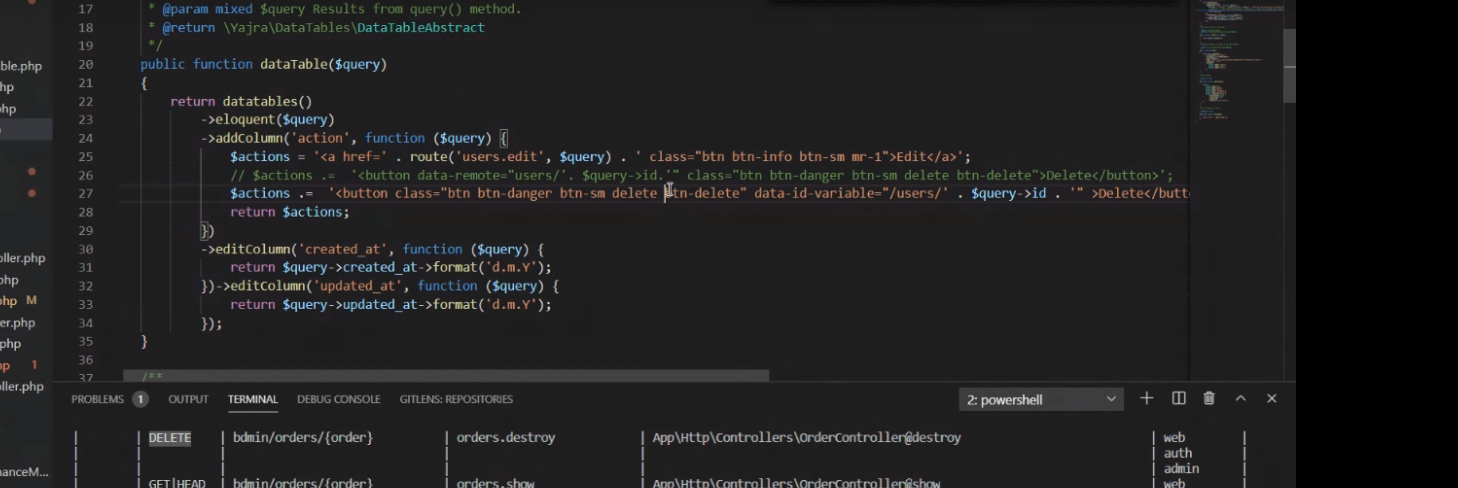 17 * @param mixed $query Results from query() method.
18 * @return \Yajra\DataTables\DataTableAbstract
19 */
20 public function dataTable($query)
21 {
22 return datatables()
23 ->eloquent($query)
24 ->addColumn('action', function ($query) {
25 $actions = '<a href=' . route('users.edit', $query) . ' class="btn btn-info btn-sm mr-1">Edit</a>';
26 // $actions .=  '<button data-remote="users/'. $query->id.'" class="btn btn-danger btn-sm delete btn-delete">Delete</button>';
27 $actions .=  '<button class="btn btn-danger btn-sm delete btn-delete" data-id-variable="/users/' . $query->id . '" >Delete</butt
28 return $actions;
29 })
30 ->editColumn('created_at', function ($query) {
31 return $query->created_at->format('d.m.Y');
32 })->editColumn('updated_at', function ($query) {
33 return $query->updated_at->format('d.m.Y');
34 });
35 }
36
37 /**
ble.php
hp
hp
ller.php
hp
hp M
er.php
php
hp 1
ller.php
nanceM...
PROBLEMS 1 OUTPUT TERMINAL DEBUG CONSOLE GITLENS: REPOSITORIES 2: powershell
| | DELETE | bdmin/orders/{order} | orders.destroy | App\Http\Controllers\OrderController@destroy | web |
| | | | | | auth |
| | | | | | admin |
| | GET|HEAD | bdmin/orders/{order} | orders.show | App\Http\Controllers\OrderController@show | web |